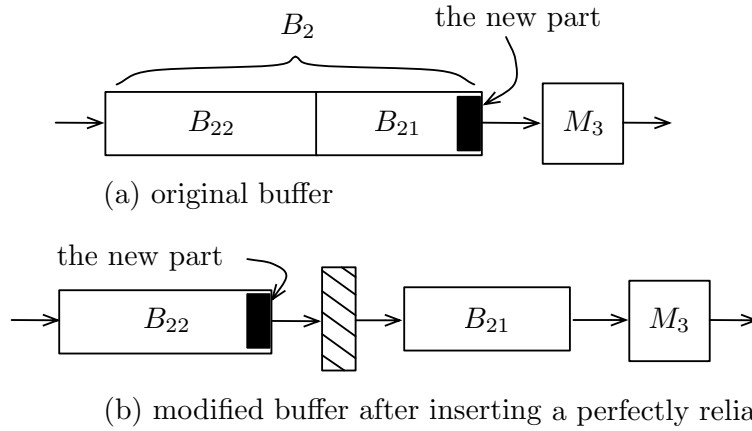 B₂
the new part
B₂₂ B₂₁ M₃
(a) original buffer
the new part
B₂₂ B₂₁ M₃
(b) modified buffer after inserting a perfectly relia